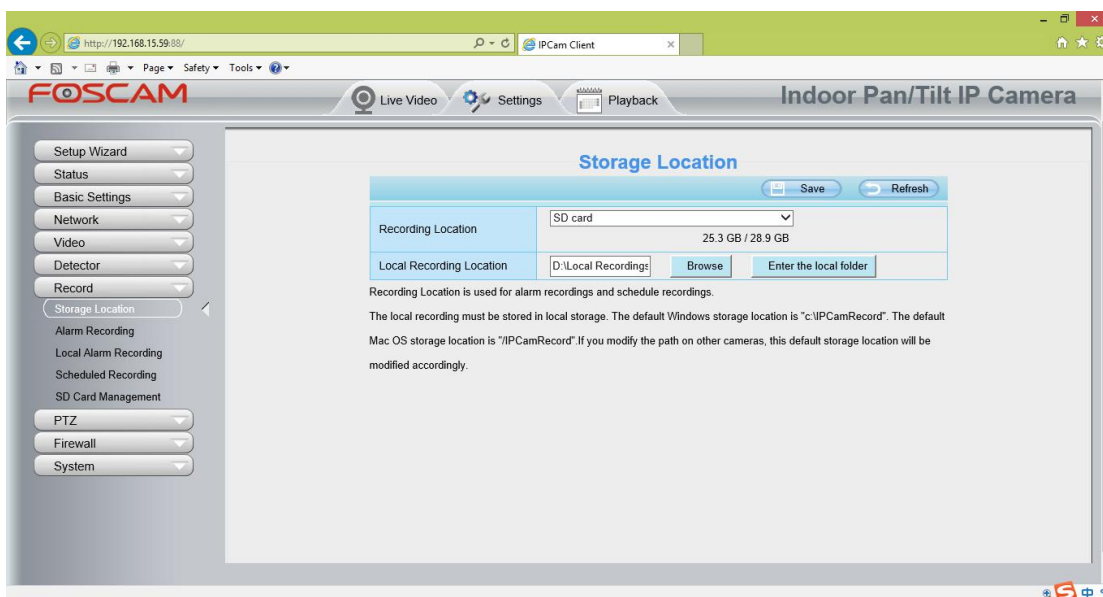 http://192.168.15.59:88/
IPCam Client
Page Safety Tools
FOSCAM
Live Video
Settings
Playback
Indoor Pan/Tilt IP Camera
Setup Wizard
Status
Basic Settings
Network
Video
Detector
Record
Storage Location
Alarm Recording
Local Alarm Recording
Scheduled Recording
SD Card Management
PTZ
Firewall
System
Storage Location
Save Refresh
Recording Location SD card
25.3 GB / 28.9 GB
Local Recording Location D:\Local Recordings Browse Enter the local folder
Recording Location is used for alarm recordings and schedule recordings.
The local recording must be stored in local storage. The default Windows storage location is "c:\IPCamRecord". The default
Mac OS storage location is "/IPCamRecord".If you modify the path on other cameras, this default storage location will be
modified accordingly.
中